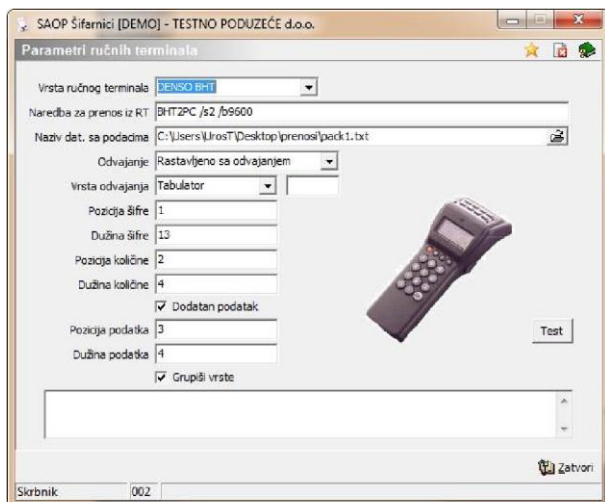 SAOP Šifarnici [DEMO] - TESTNO PODUZEĆE d.o.o.
Parametri ručnih terminala
Vrsta ručnog terminala DENSO BHT
Naredba za prenos iz RT BHT2PC /s2 /b9600
Naziv dat. sa podacima C:\Users\UrosT\Desktop\prenosi\pack1.txt
Odvajanje Rastavljeno sa odvajanjem
Vrsta odvajanja Tabulator
Pozicija šifre 1
Dužina šifre 13
Pozicija količine 2
Dužina količine 4
Dodatan podatak
Pozicija podatka 3
Test
Dužina podatka 4
Grupiši vrste
Zatvori
Skrbnik 002